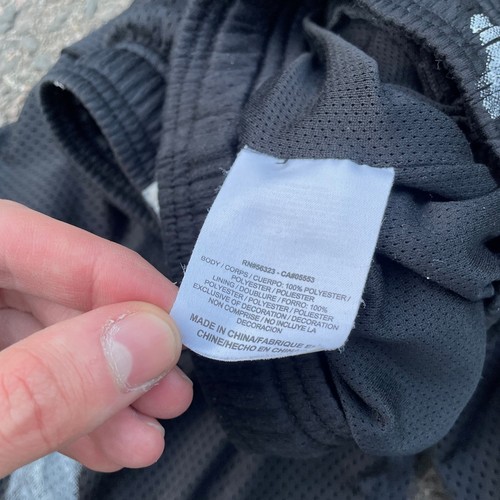 RN#56323 - CA#05553
BODY / CORPS / CUERPO: 100% POLYESTER /
POLYESTER / POLIESTER
LINING / DOUBLURE / FORRO: 100%
POLYESTER / POLYESTER / POLIESTER
EXCLUSIVE OF DECORATION / DECORATION
NON COMPRISE / NO INCLUYE LA
DECORACION
MADE IN CHINA/FABRIQUE EN
CHINE/HECHO EN CHINA